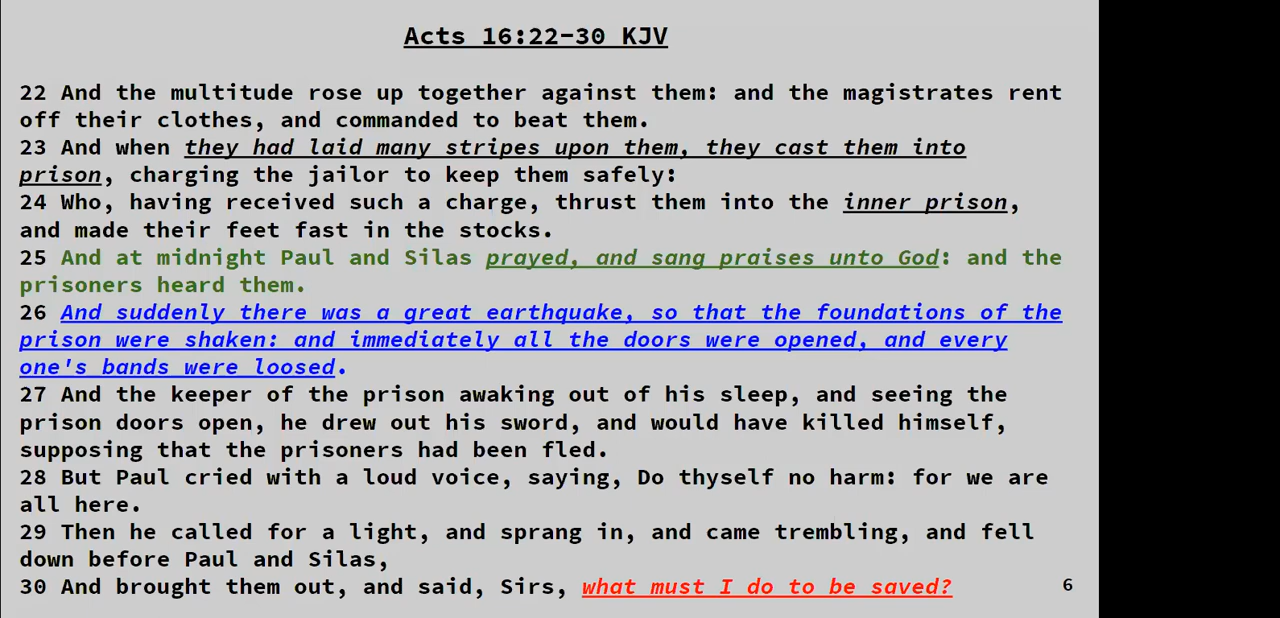 Acts 16:22-30 KJV
22 And the multitude rose up together against them: and the magistrates rent
off their clothes, and commanded to beat them.
23 And when they had laid many stripes upon them, they cast them into
prison, charging the jailor to keep them safely:
24 Who, having received such a charge, thrust them into the inner prison,
and made their feet fast in the stocks.
25 And at midnight Paul and Silas prayed, and sang praises unto God: and the
prisoners heard them.
26 And suddenly there was a great earthquake, so that the foundations of the
prison were shaken: and immediately all the doors were opened, and every
one's bands were loosed.
27 And the keeper of the prison awaking out of his sleep, and seeing the
prison doors open, he drew out his sword, and would have killed himself,
supposing that the prisoners had been fled.
28 But Paul cried with a loud voice, saying, Do thyself no harm: for we are
all here.
29 Then he called for a light, and sprang in, and came trembling, and fell
down before Paul and Silas,
30 And brought them out, and said, Sirs, what must I do to be saved?
6